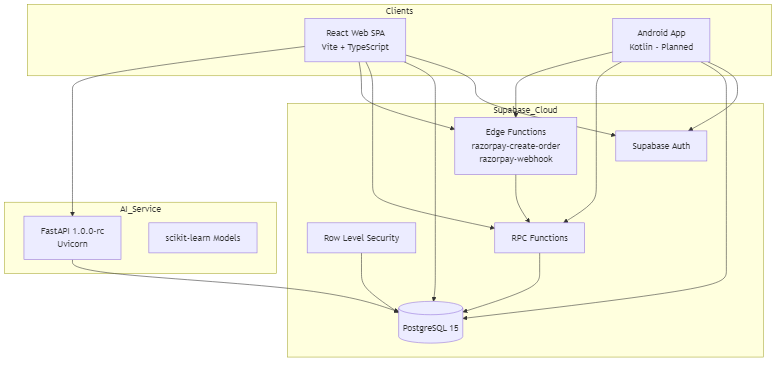 Clients
React Web SPA
Vite + TypeScript
Android App
Kotlin - Planned
Supabase_Cloud
Edge Functions
razorpay-create-order
razorpay-webhook
Supabase Auth
AI_Service
FastAPI 1.0.0-rc
Uvicorn
scikit-learn Models
Row Level Security
RPC Functions
PostgreSQL 15